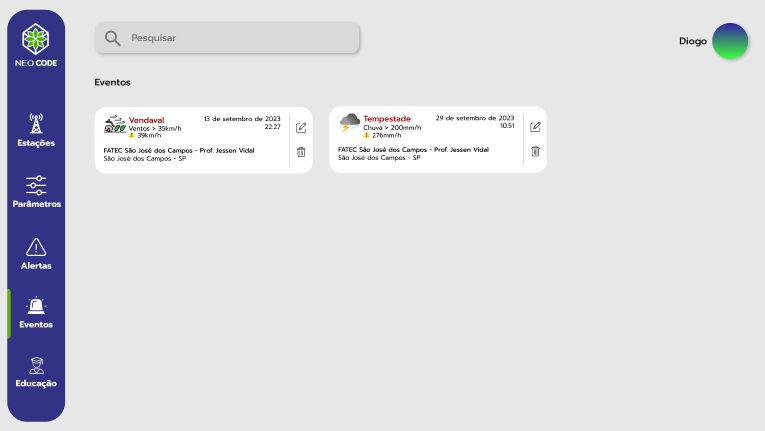 NEO CODE
Estações
Parâmetros
Alertas
Eventos
Educação
Pesquisar
Diogo
Eventos
Vendaval
13 de setembro de 2023
Ventos > 35km/h
22:27
39km/h
FATEC São José dos Campos - Prof. Jessen Vidal
São José dos Campos - SP
Tempestade
29 de setembro de 2023
Chuva > 200mm/h
10:51
276mm/h
FATEC São José dos Campos - Prof. Jessen Vidal
São José dos Campos - SP